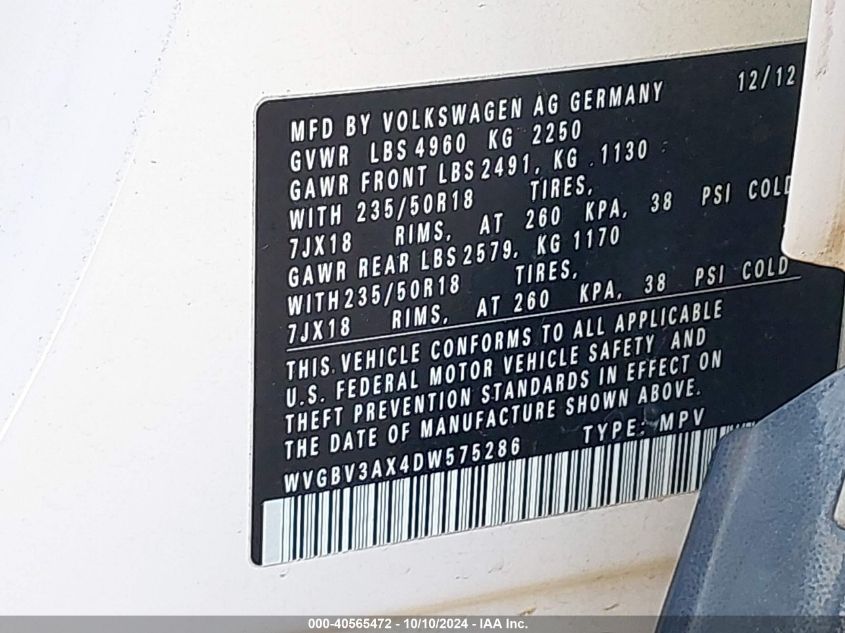 MFD BY VOLKSWAGEN AG GERMANY 12/12
GVWR LBS 4960 KG 2250
GAWR FRONT LBS 2491, KG 1130
WITH 235/50R18 TIRES,
7JX18 RIMS, AT 260 KPA, 38 PSI COLD
GAWR REAR LBS 2579, KG 1170
WITH 235/50R18 TIRES,
7JX18 RIMS, AT 260 KPA, 38 PSI COLD
THIS VEHICLE CONFORMS TO ALL APPLICABLE
U.S. FEDERAL MOTOR VEHICLE SAFETY AND
THEFT PREVENTION STANDARDS IN EFFECT ON
THE DATE OF MANUFACTURE SHOWN ABOVE.
WVGBV3AX4DW575286 TYPE: MPV
000-40565472 - 10/10/2024 - IAA Inc.